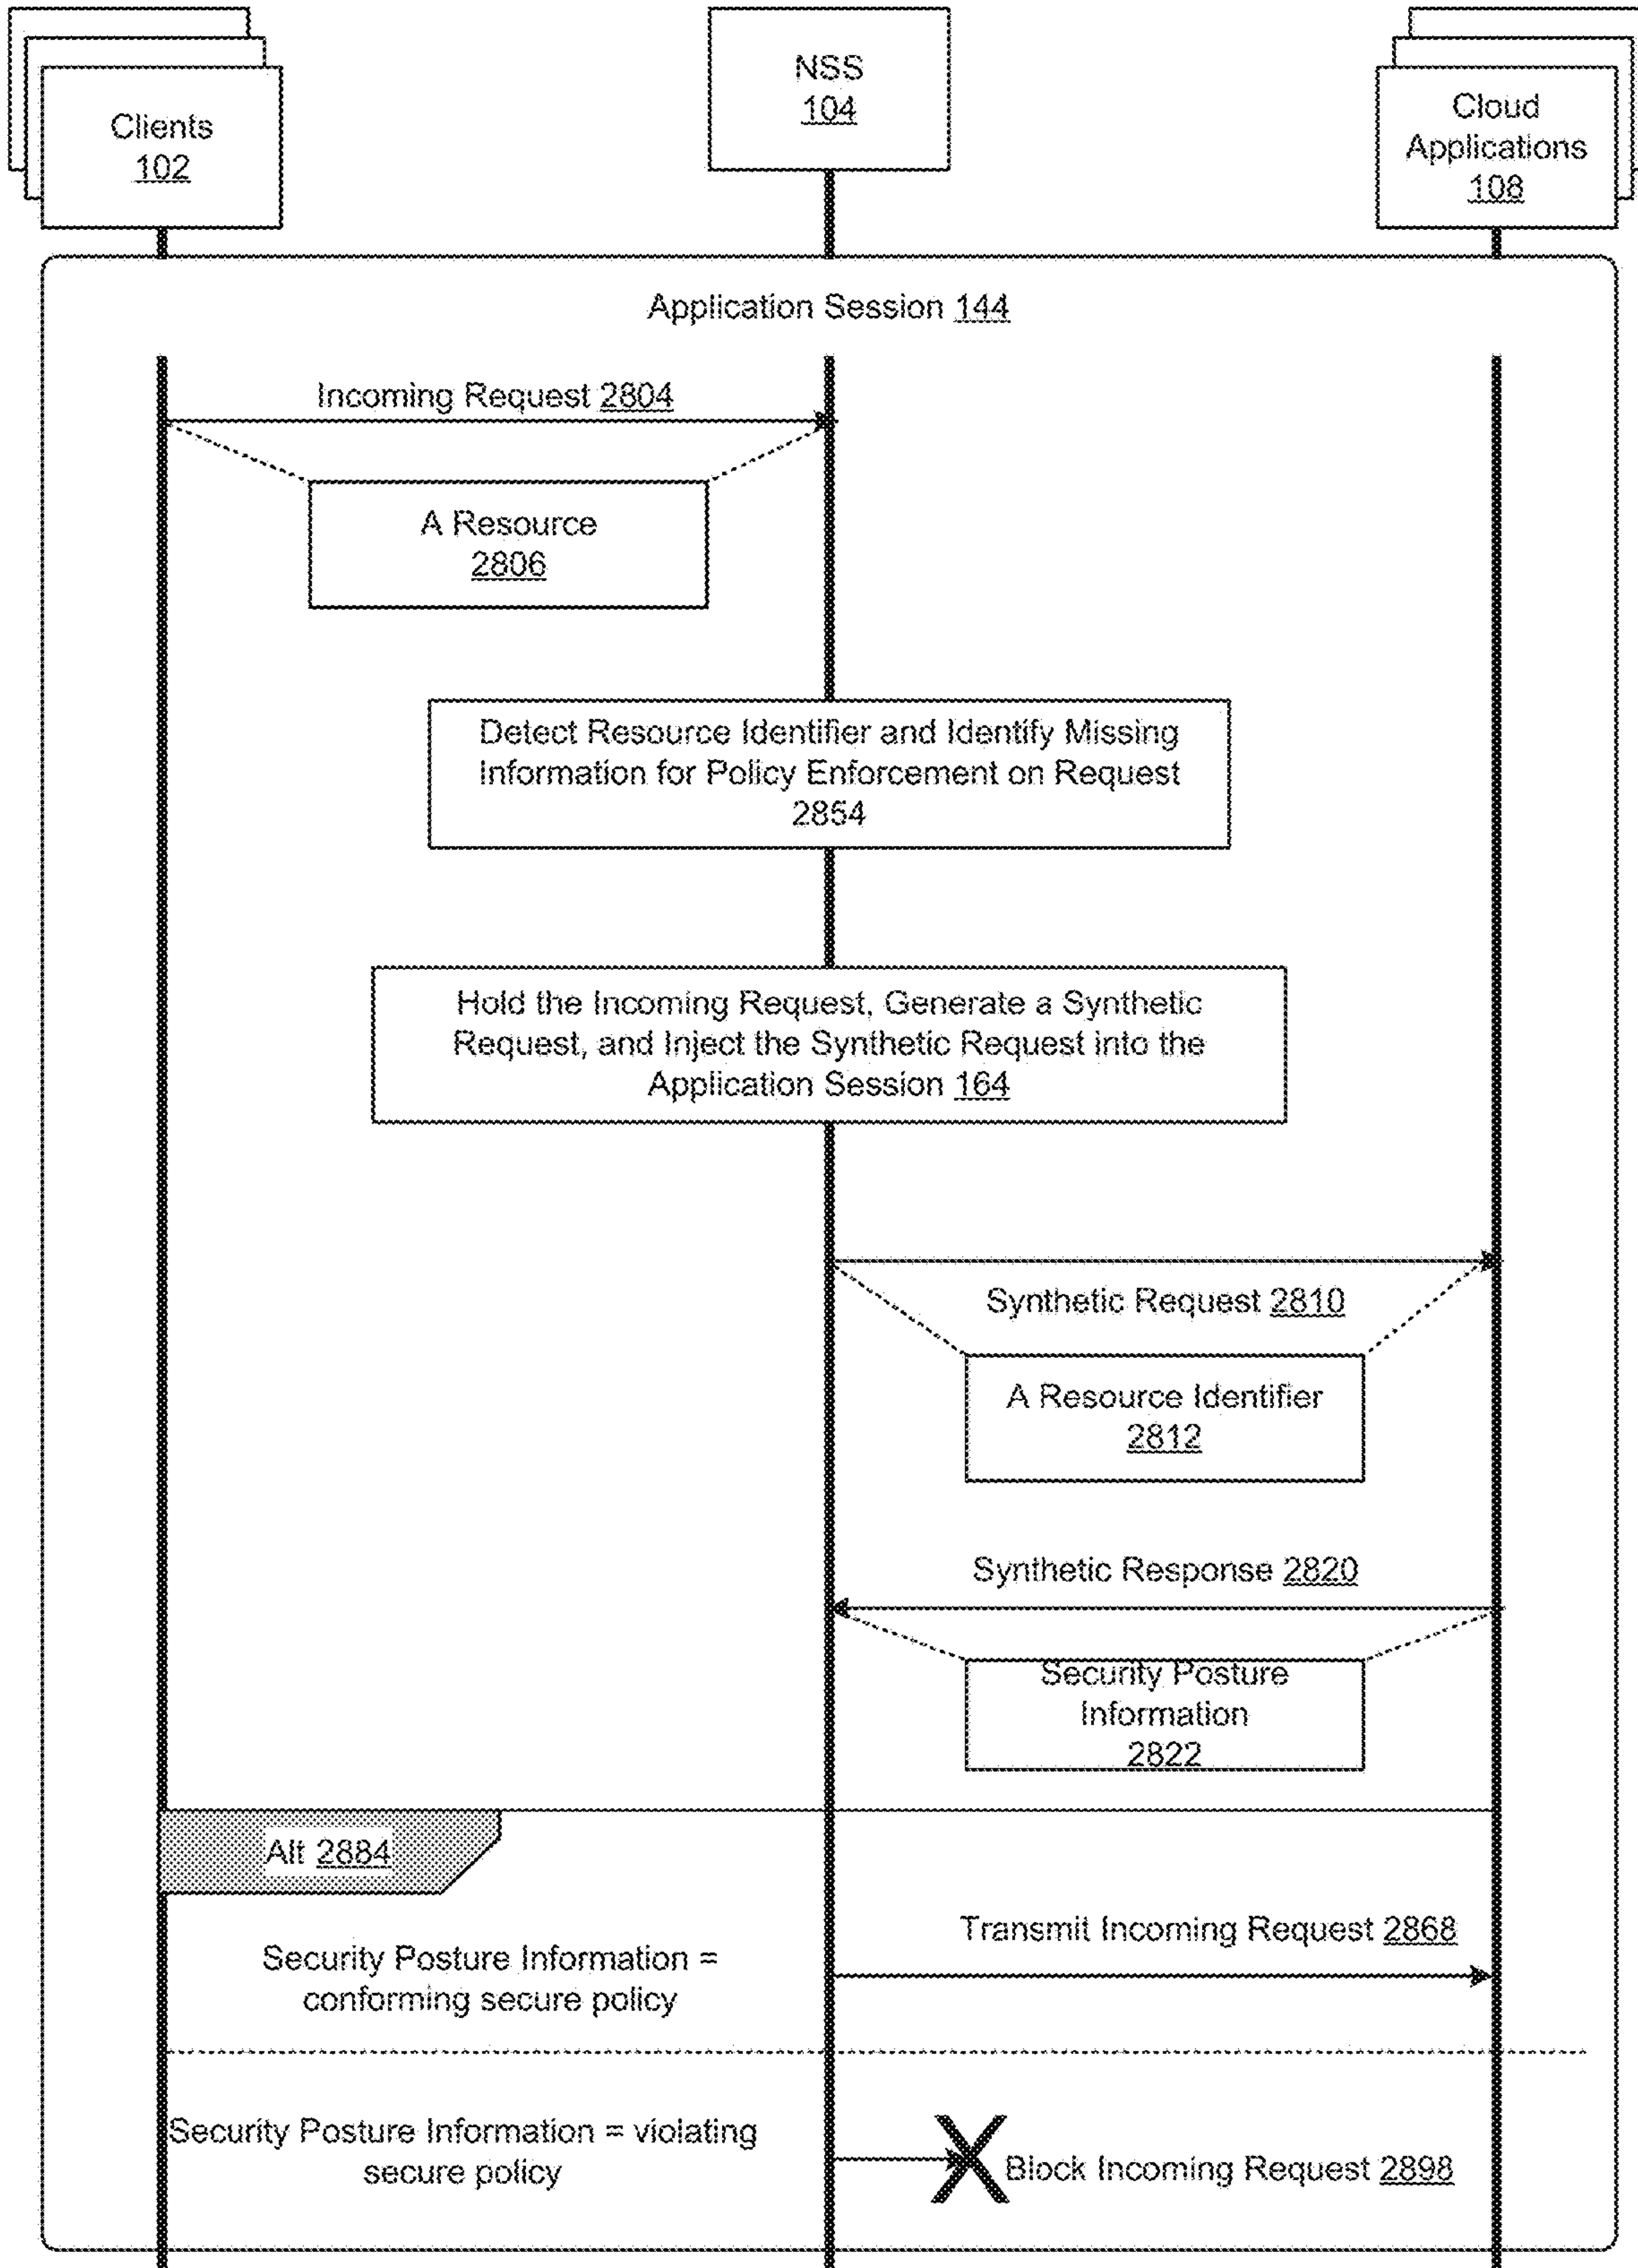 Clients
102
NSS
104
Cloud
Applications
108
Application Session 144
Incoming Request 2804
A Resource
2806
Detect Resource Identifier and Identify Missing
Information for Policy Enforcement on Request
2854
Hold the Incoming Request, Generate a Synthetic
Request, and Inject the Synthetic Request into the
Application Session 164
Synthetic Request 2810
A Resource Identifier
2812
Synthetic Response 2820
Security Posture
Information
2822
Alt 2884
Transmit Incoming Request 2868
Security Posture Information =
conforming secure policy
Security Posture Information = violating
secure policy
Block Incoming Request 2898